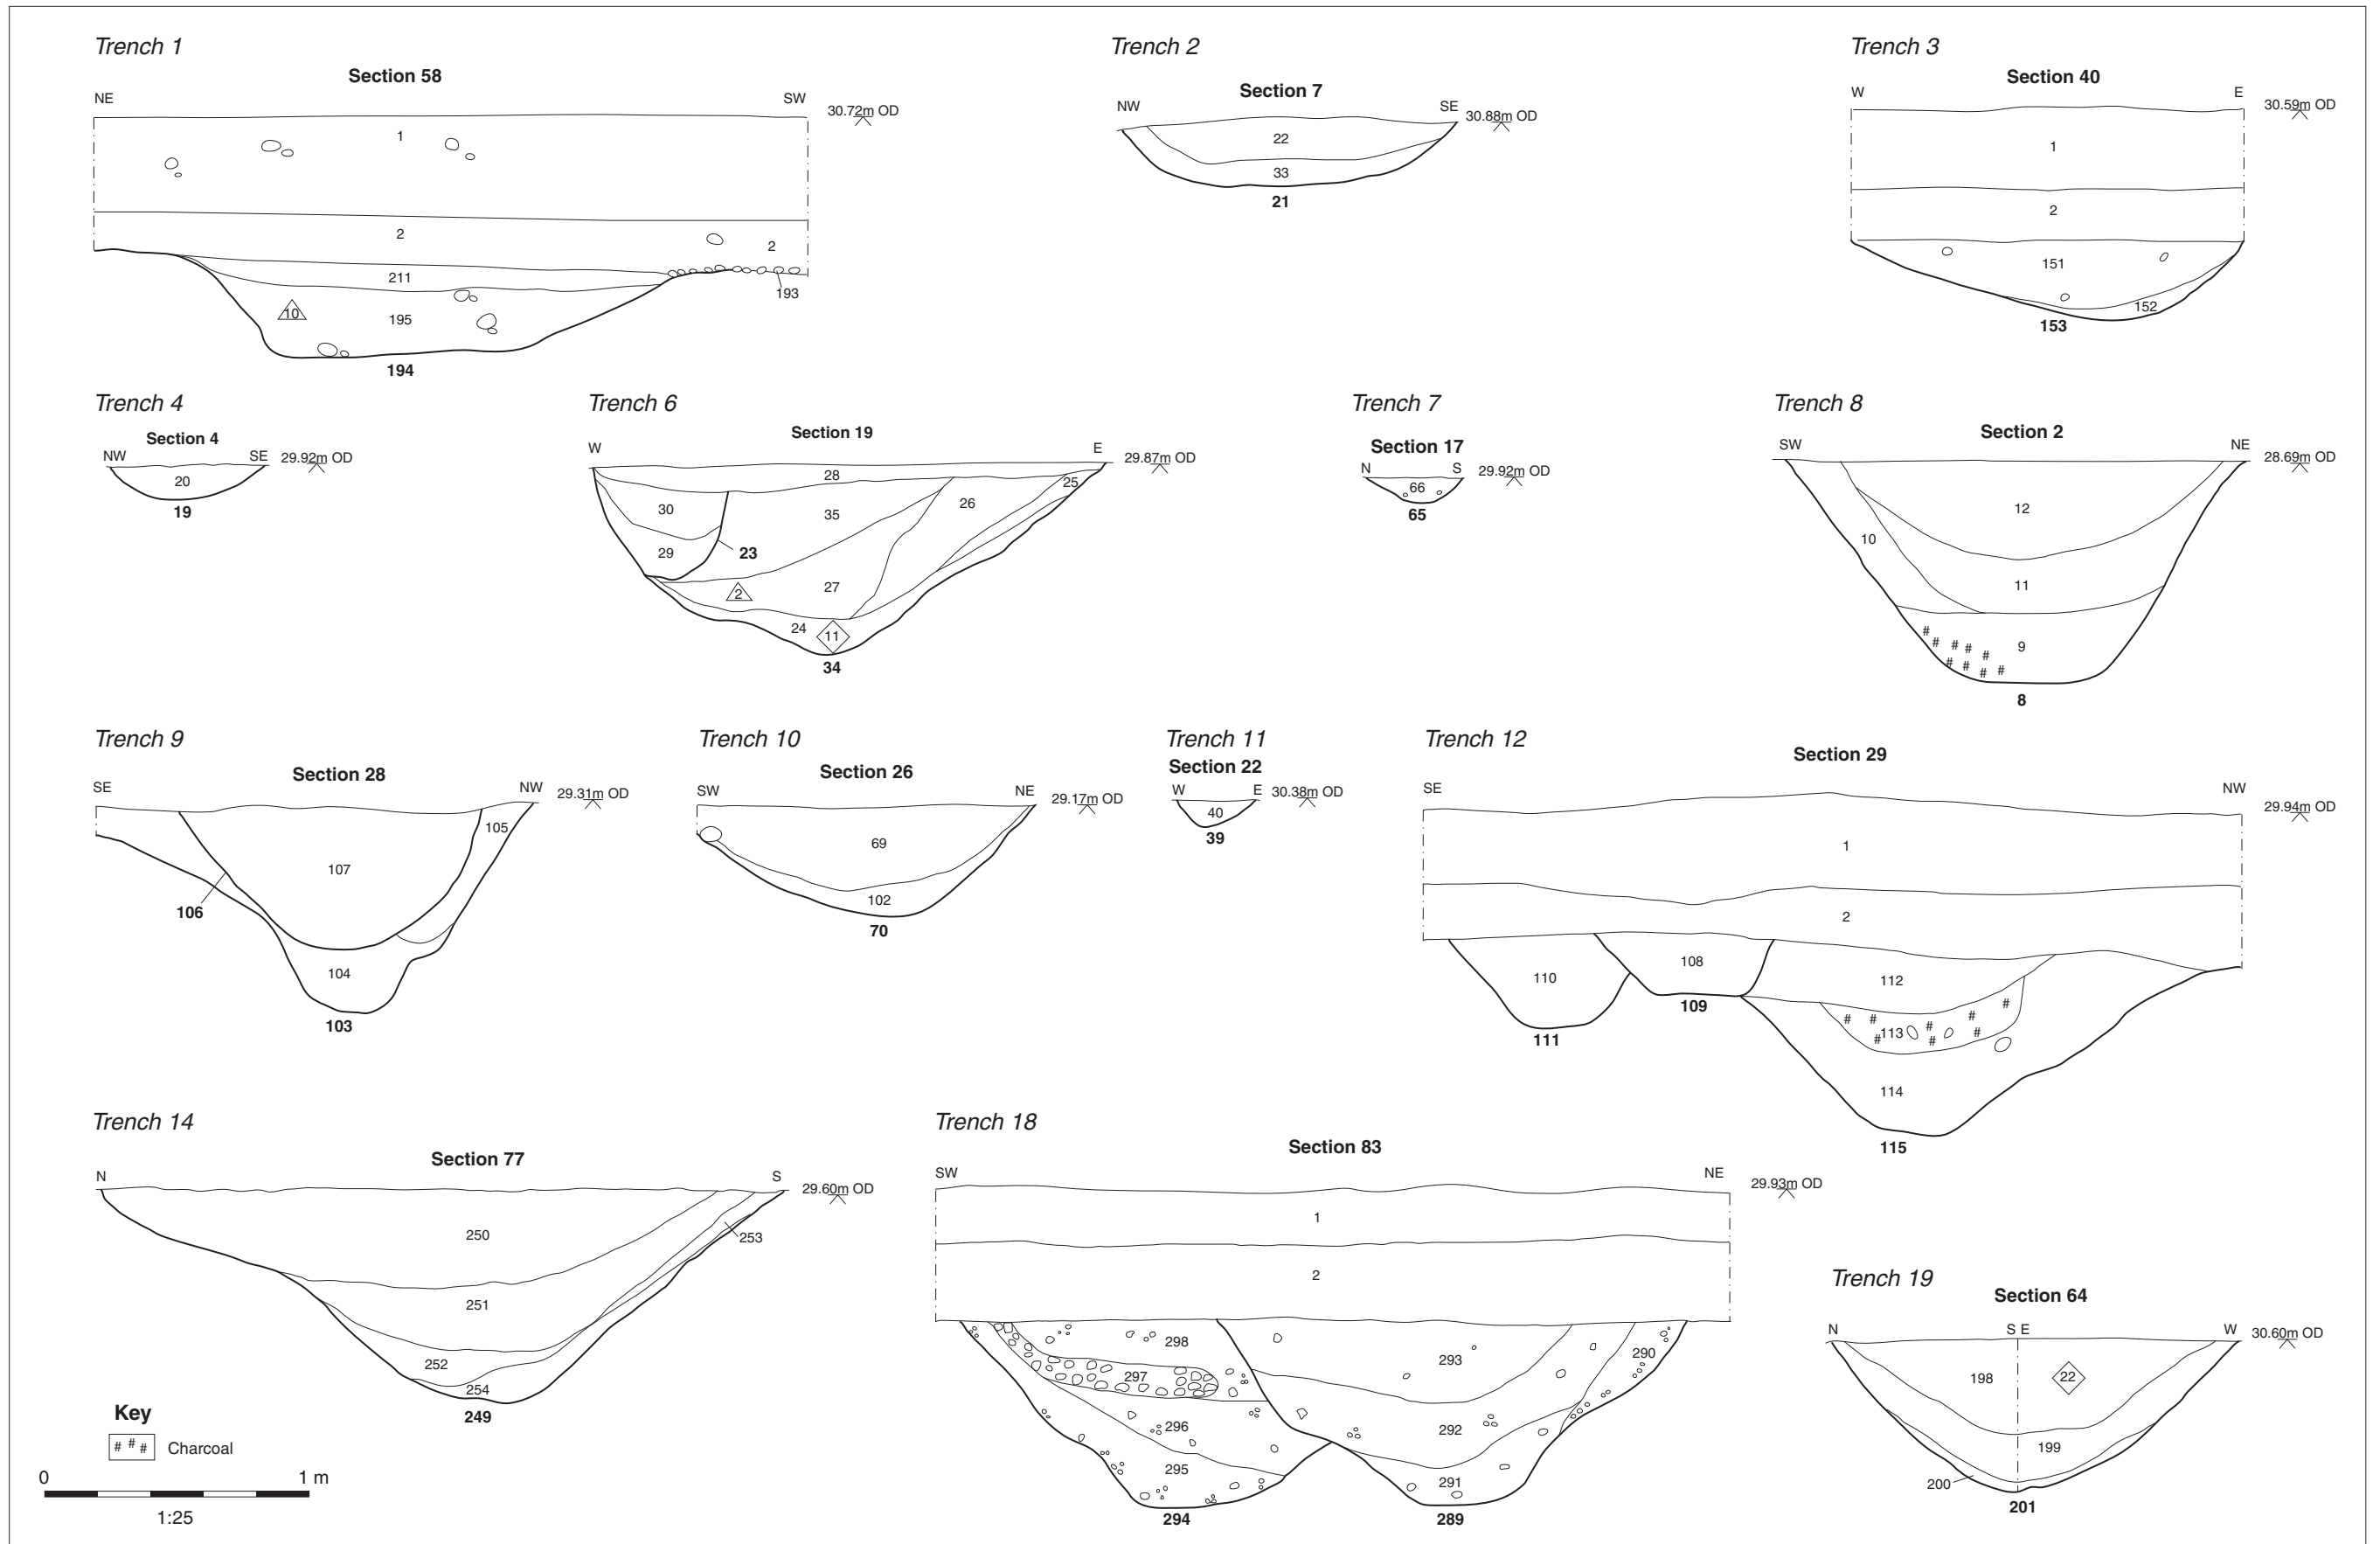 Trench 1
Section 58
NE
SW
30.72m OD
1
2
2
211
193
10
195
194
Trench 2
Section 7
NW
SE
30.88m OD
22
33
21
Trench 3
Section 40
W
E
30.59m OD
1
2
151
152
153
Trench 4
Section 4
NW
SE
29.92m OD
20
19
Trench 6
Section 19
W
E
29.87m OD
28
25
26
30
35
29
23
27
2
24
11
34
Trench 7
Section 17
N
S
29.92m OD
66
65
Trench 8
Section 2
SW
NE
28.69m OD
12
10
11
9
8
Trench 9
Section 28
SE
NW
29.31m OD
105
107
106
104
103
Trench 10
Section 26
SW
NE
29.17m OD
69
102
70
Trench 11
Section 22
W
E
30.38m OD
40
39
Trench 12
Section 29
SE
NW
29.94m OD
1
2
108
110
112
109
113
111
114
115
Trench 14
Section 77
N
S
29.60m OD
250
253
251
252
254
249
Trench 18
Section 83
SW
NE
29.93m OD
1
2
298
293
290
297
296
292
295
291
294
289
Trench 19
Section 64
N
S E
W
30.60m OD
198
22
199
200
201
Key
# # # Charcoal
0 1 m
1:25